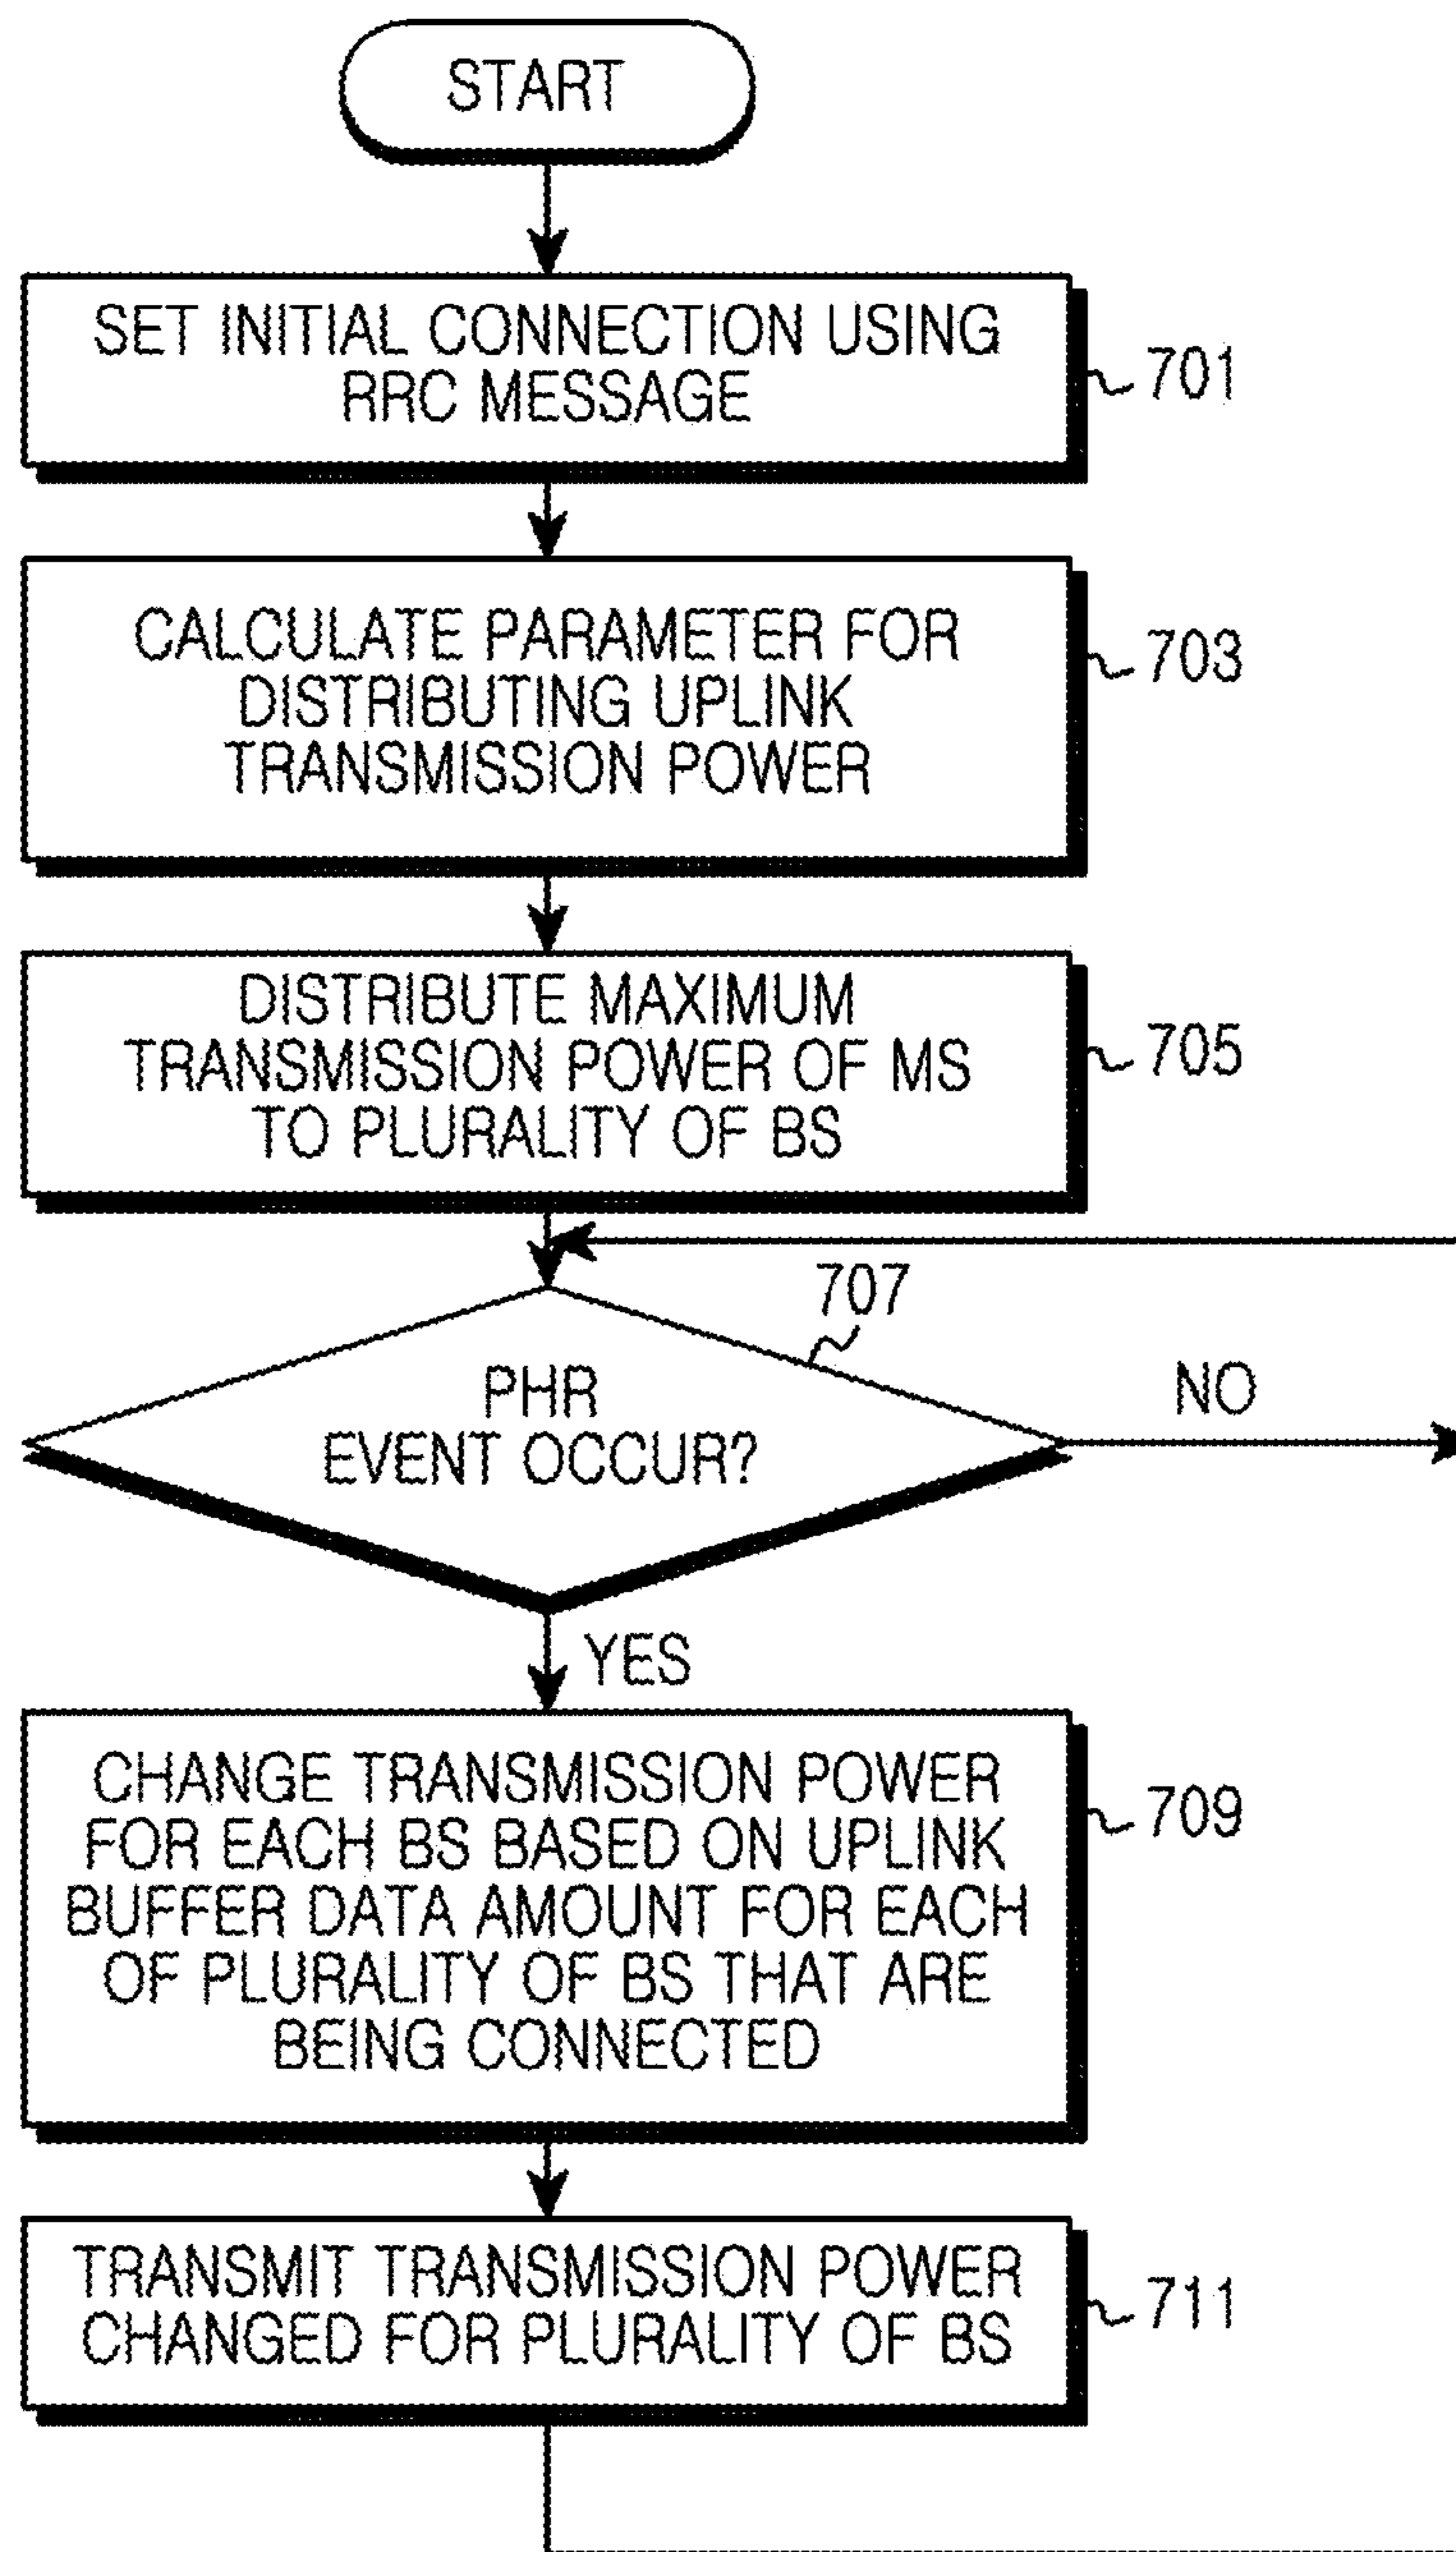 START
SET INITIAL CONNECTION USING
RRC MESSAGE
701
CALCULATE PARAMETER FOR
DISTRIBUTING UPLINK
TRANSMISSION POWER
703
DISTRIBUTE MAXIMUM
TRANSMISSION POWER OF MS
TO PLURALITY OF BS
705
707
PHR
EVENT OCCUR?
NO
YES
CHANGE TRANSMISSION POWER
FOR EACH BS BASED ON UPLINK
BUFFER DATA AMOUNT FOR EACH
OF PLURALITY OF BS THAT ARE
BEING CONNECTED
709
TRANSMIT TRANSMISSION POWER
CHANGED FOR PLURALITY OF BS
711